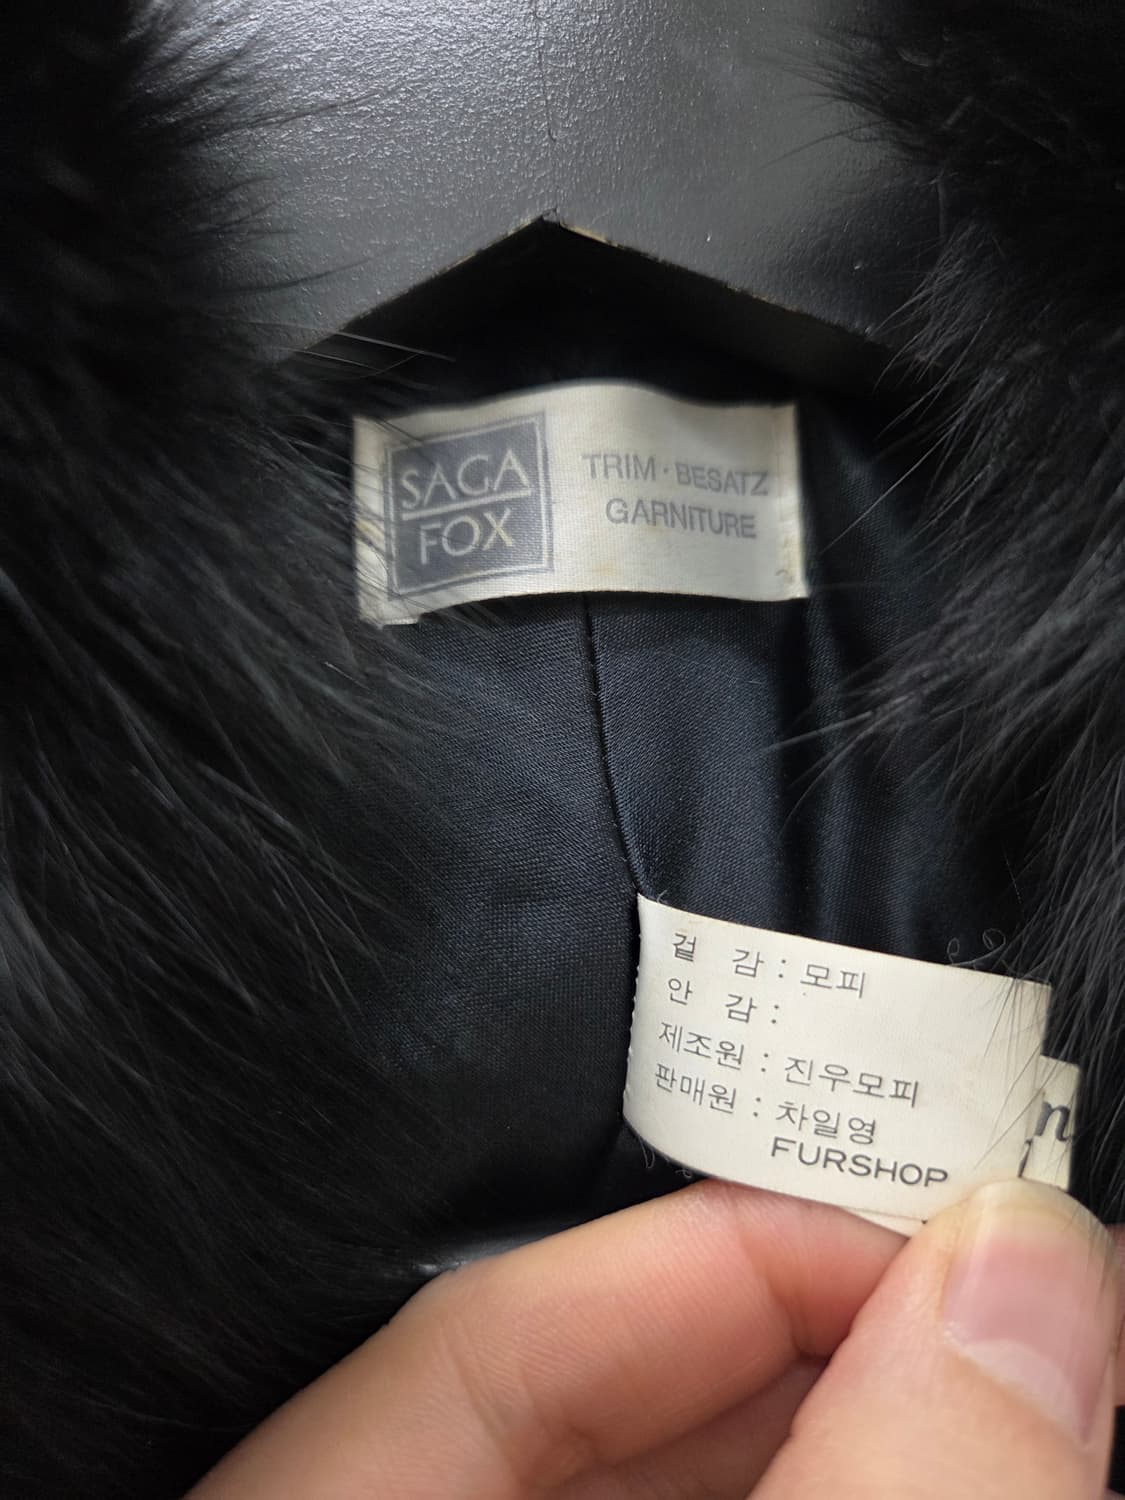 SAGA
FOX
TRIM · BESATZ
GARNITURE
겉 감 : 모피
안 감 :
제조원 : 진우모피
판매원 : 차일영
FURSHOP
n